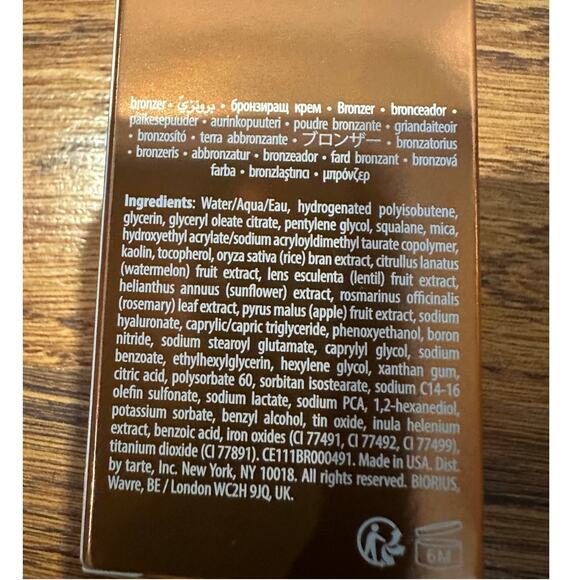 bronzer • برونزي • бронзиращ крем • Bronzer • bronceador •
päikesepuuder • aurinkopuuteri • poudre bronzante • griandaiteoir
• bronzosító • terra abbronzante • ブロンザー • bronzatorius
• bronzeris • abbronzatur • bronzeador • fard bronzant • bronzová
farba • bronzlaştırıcı • μπρόνζερ
Ingredients: Water/Aqua/Eau, hydrogenated polyisobutene,
glycerin, glyceryl oleate citrate, pentylene glycol, squalane, mica,
hydroxyethyl acrylate/sodium acryloyldimethyl taurate copolymer,
kaolin, tocopherol, oryza sativa (rice) bran extract, citrullus lanatus
(watermelon) fruit extract, lens esculenta (lentil) fruit extract,
helianthus annuus (sunflower) extract, rosmarinus officinalis
(rosemary) leaf extract, pyrus malus (apple) fruit extract, sodium
hyaluronate, caprylic/capric triglyceride, phenoxyethanol, boron
nitride, sodium stearoyl glutamate, caprylyl glycol, sodium
benzoate, ethylhexylglycerin, hexylene glycol, xanthan gum,
citric acid, polysorbate 60, sorbitan isostearate, sodium C14-16
olefin sulfonate, sodium lactate, sodium PCA, 1,2-hexanediol,
potassium sorbate, benzyl alcohol, tin oxide, inula helenium
extract, benzoic acid, iron oxides (CI 77491, CI 77492, CI 77499),
titanium dioxide (CI 77891). CE111BR000491. Made in USA. Dist.
by tarte, Inc. New York, NY 10018. All rights reserved. BIORIUS,
Wavre, BE / London WC2H 9JQ, UK.
6M